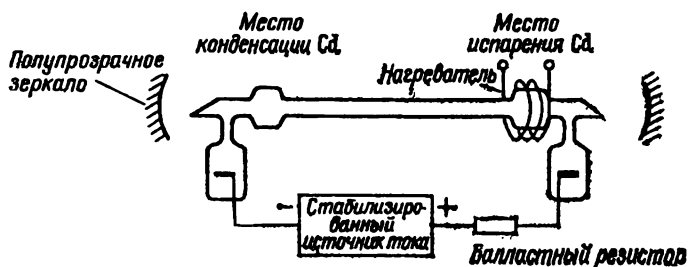 Место
конденсации Cd
Место
испарения Cd
Полупрозрачное
зеркало
Нагреватель
− +
Стабилизиро-
ванный
источник тока
Балластный резистор